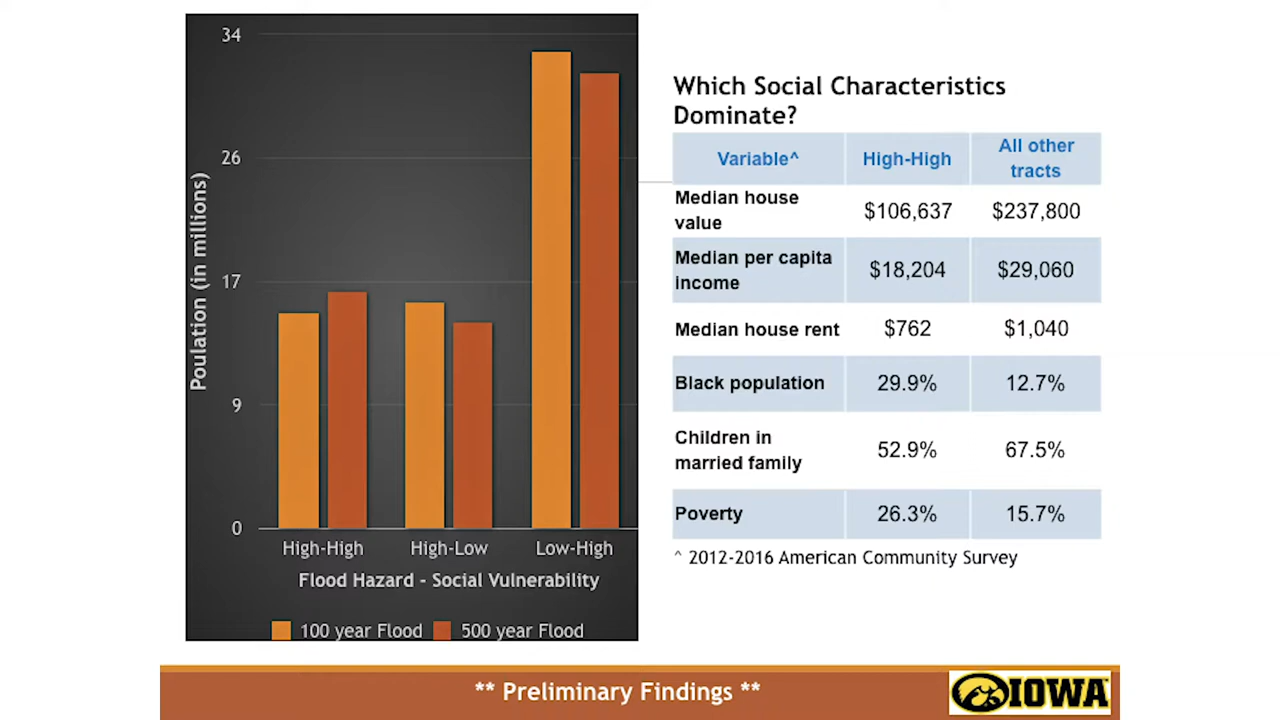 34
26
17
9
0
Poulation (in millions)
High-High
High-Low
Low-High
Flood Hazard - Social Vulnerability
100 year Flood
500 year Flood
Which Social Characteristics
Dominate?
Variable^ High-High All other tracts
Median house value $106,637 $237,800
Median per capita income $18,204 $29,060
Median house rent $762 $1,040
Black population 29.9% 12.7%
Children in married family 52.9% 67.5%
Poverty 26.3% 15.7%
^ 2012-2016 American Community Survey
** Preliminary Findings **
IOWA